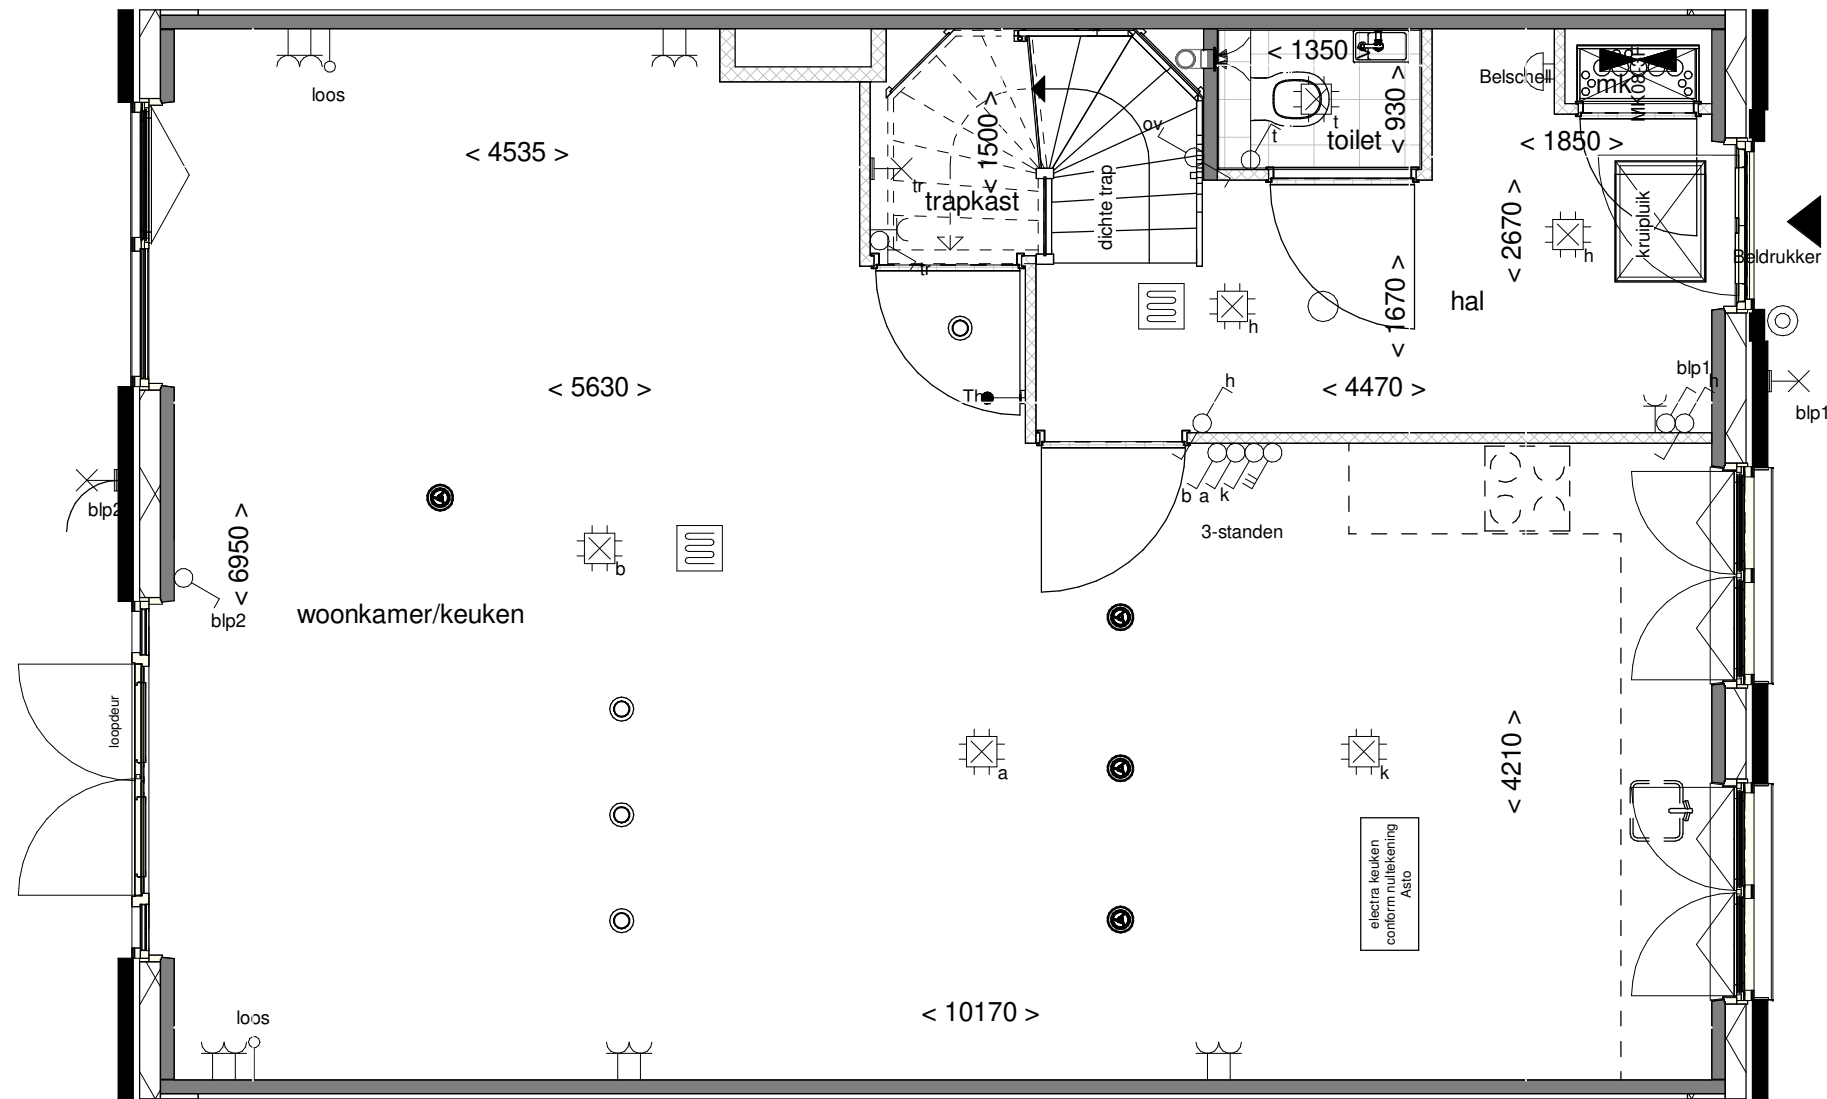 < 1350 >
Belschell
mk
loos
< 930 >
< 1500 >
ov
t
t
toilet
< 1850 >
< 4535 >
tr
trapkast
dichte trap
< 2670 >
kruipluik
h
Beldrukker
tr
< 1670 >
hal
h
< 5630 >
Th
h
< 4470 >
blp1
h
blp1
blp2
b a k
3-standen
< 6950 >
b
blp2
woonkamer/keuken
loopdeur
a
k
< 4210 >
electra keuken
conform nultekening
Asto
< 10170 >
loos